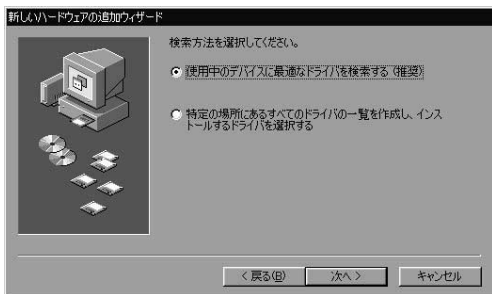 新しいハードウェアの追加ウィザード
検索方法を選択してください。
使用中のデバイスに最適なドライバを検索する (推奨)
特定の場所にあるすべてのドライバの一覧を作成し、インス
トールするドライバを選択する
< 戻る(B)
次へ >
キャンセル